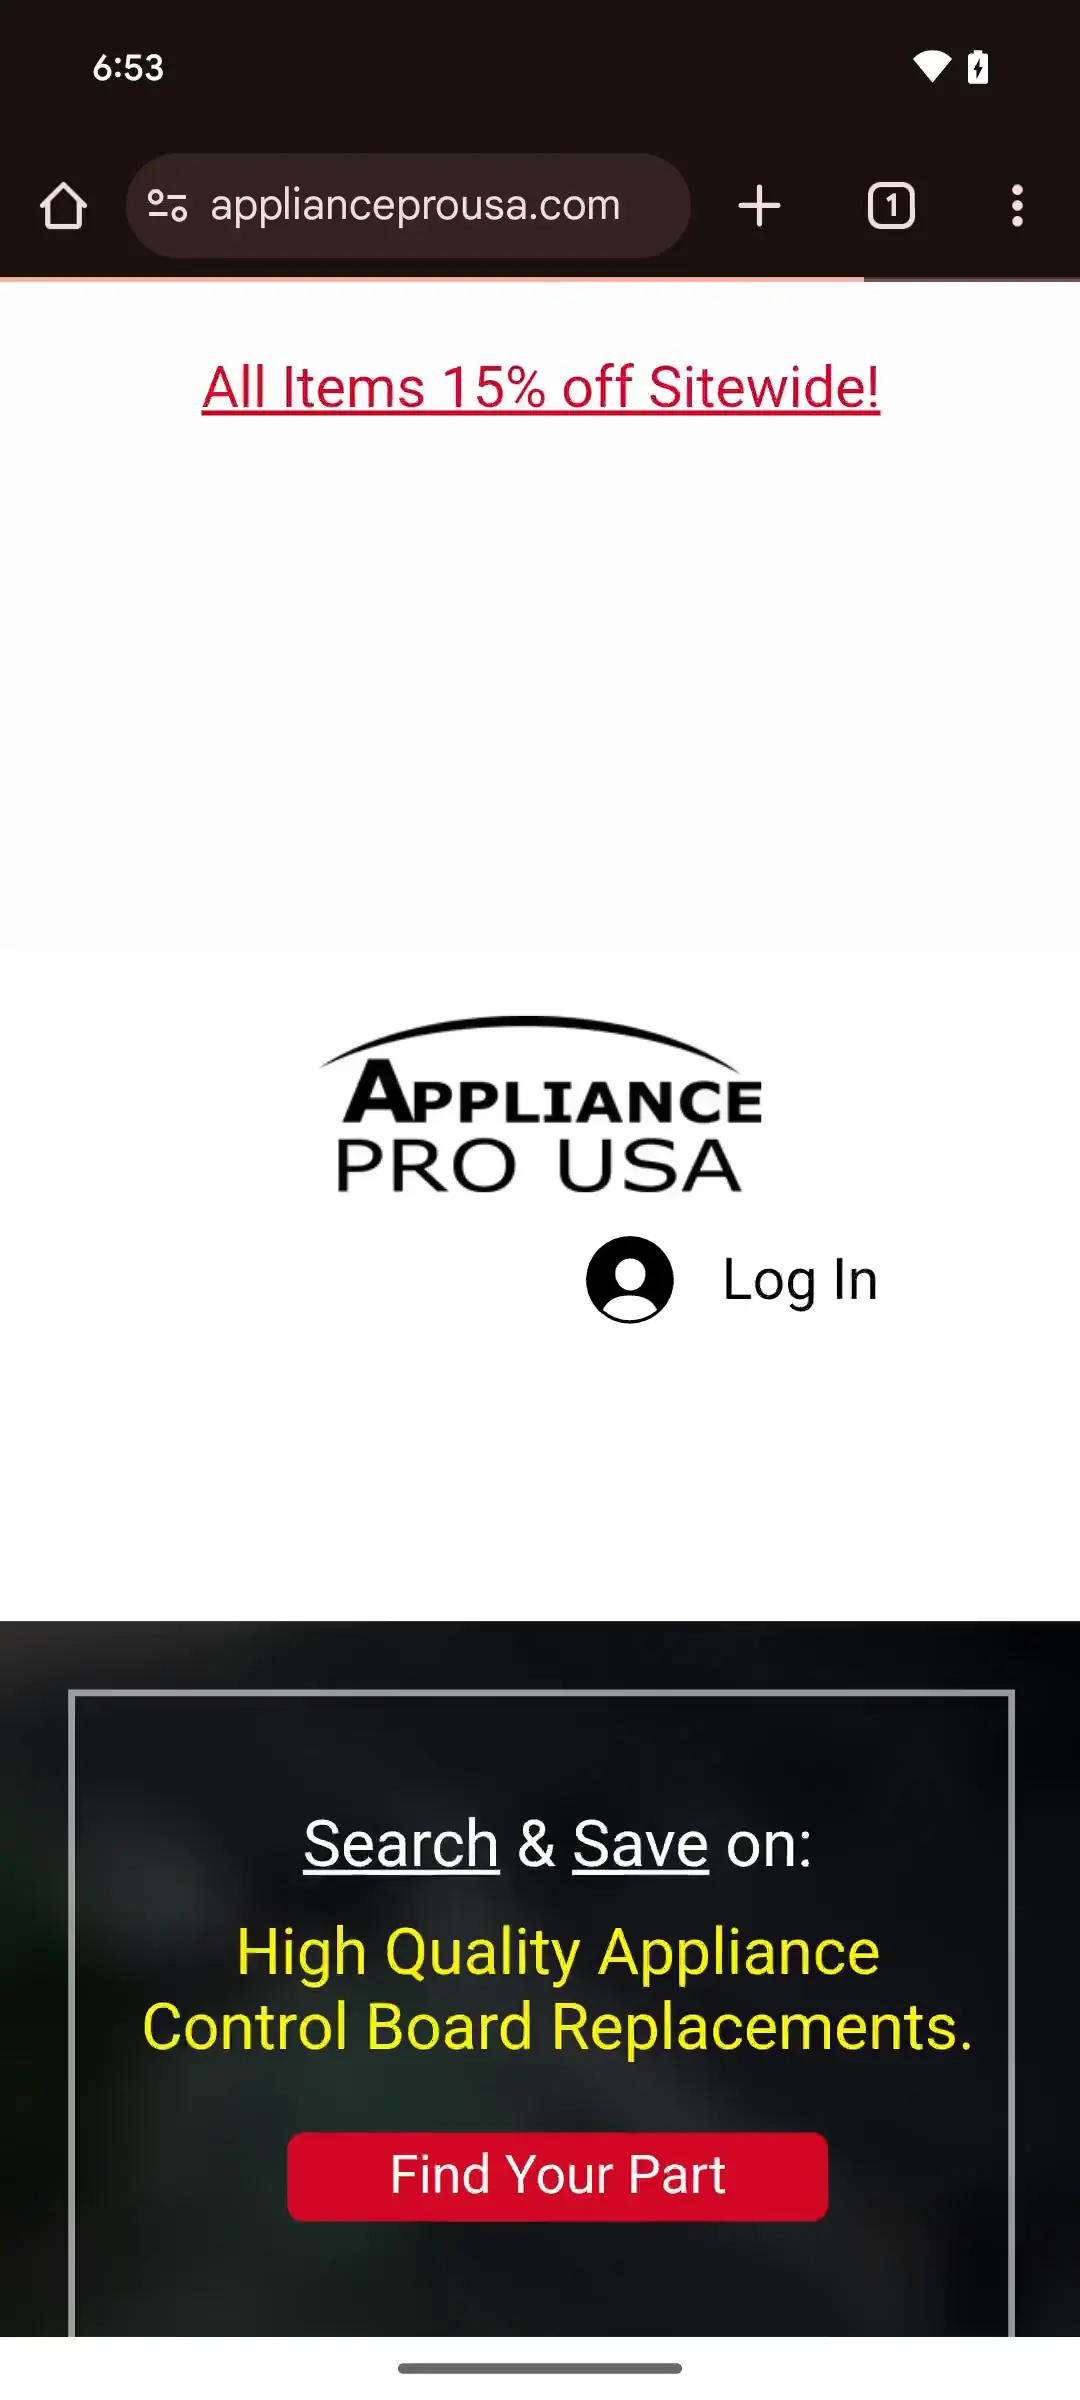 6:53
applianceprousa.com
1
All Items 15% off Sitewide!
APPLIANCE
PRO USA
Log In
Search & Save on:
High Quality Appliance
Control Board Replacements.
Find Your Part